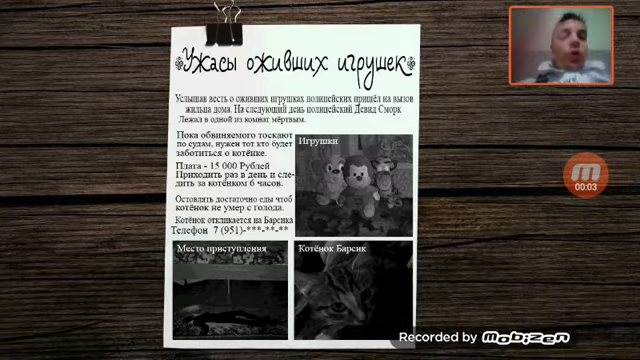 Ужасы оживших игрушек
Услышав весть о оживших игрушках полицейских пришёл на вызов
жильца дома. На следующий день полицейский Девид Сморк
Лежал в одной из комнат мёртвым.
Пока обвиняемого тоскают
по судам, нужен тот кто будет
заботиться о котёнке.
Плата - 15 000 Рублей
Приходить раз в день и сле-
дить за котёнком 6 часов.
Остовлять достаточно еды чтоб
котёнок не умер с голода.
Котёнок откликается на Барсика
Телефон 7 (951)-***-**-**
Игрушки
Место приступления
Котёнок Барсик
00:03
Recorded by Mobizen